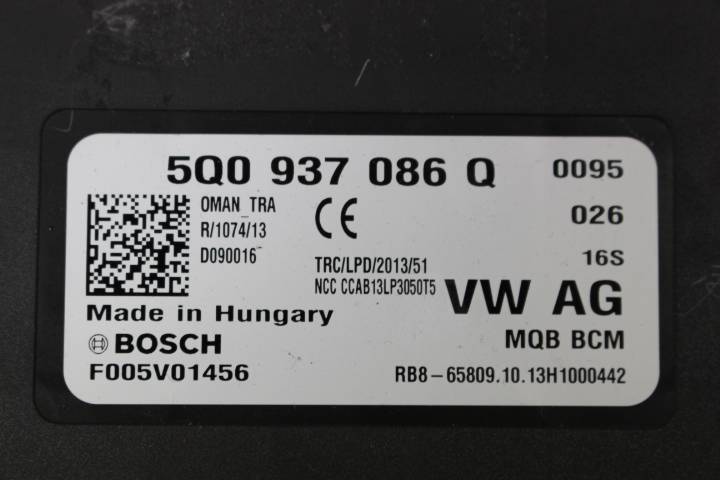 5Q0 937 086 Q 0095
OMAN_TRA
R/1074/13
D090016
CE
026
16S
TRC/LPD/2013/51
NCC CCAB13LP3050T5
VW AG
Made in Hungary
BOSCH
MQB BCM
F005V01456
RB8-65809.10.13H1000442